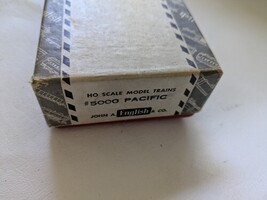 HO SCALE MODEL TRAINS
#5000 PACIFIC
JOHN A English & CO.